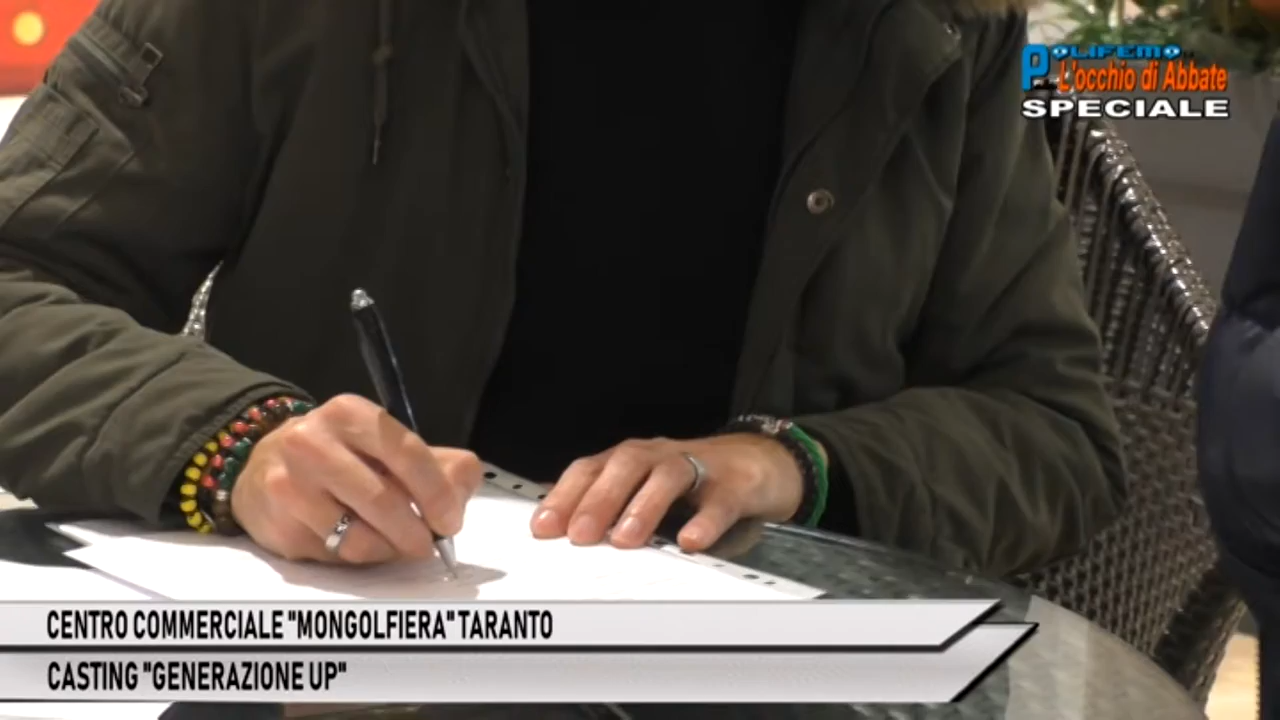 POLIFEMO
L'occhio di Abbate
SPECIALE
CENTRO COMMERCIALE "MONGOLFIERA" TARANTO
CASTING "GENERAZIONE UP"